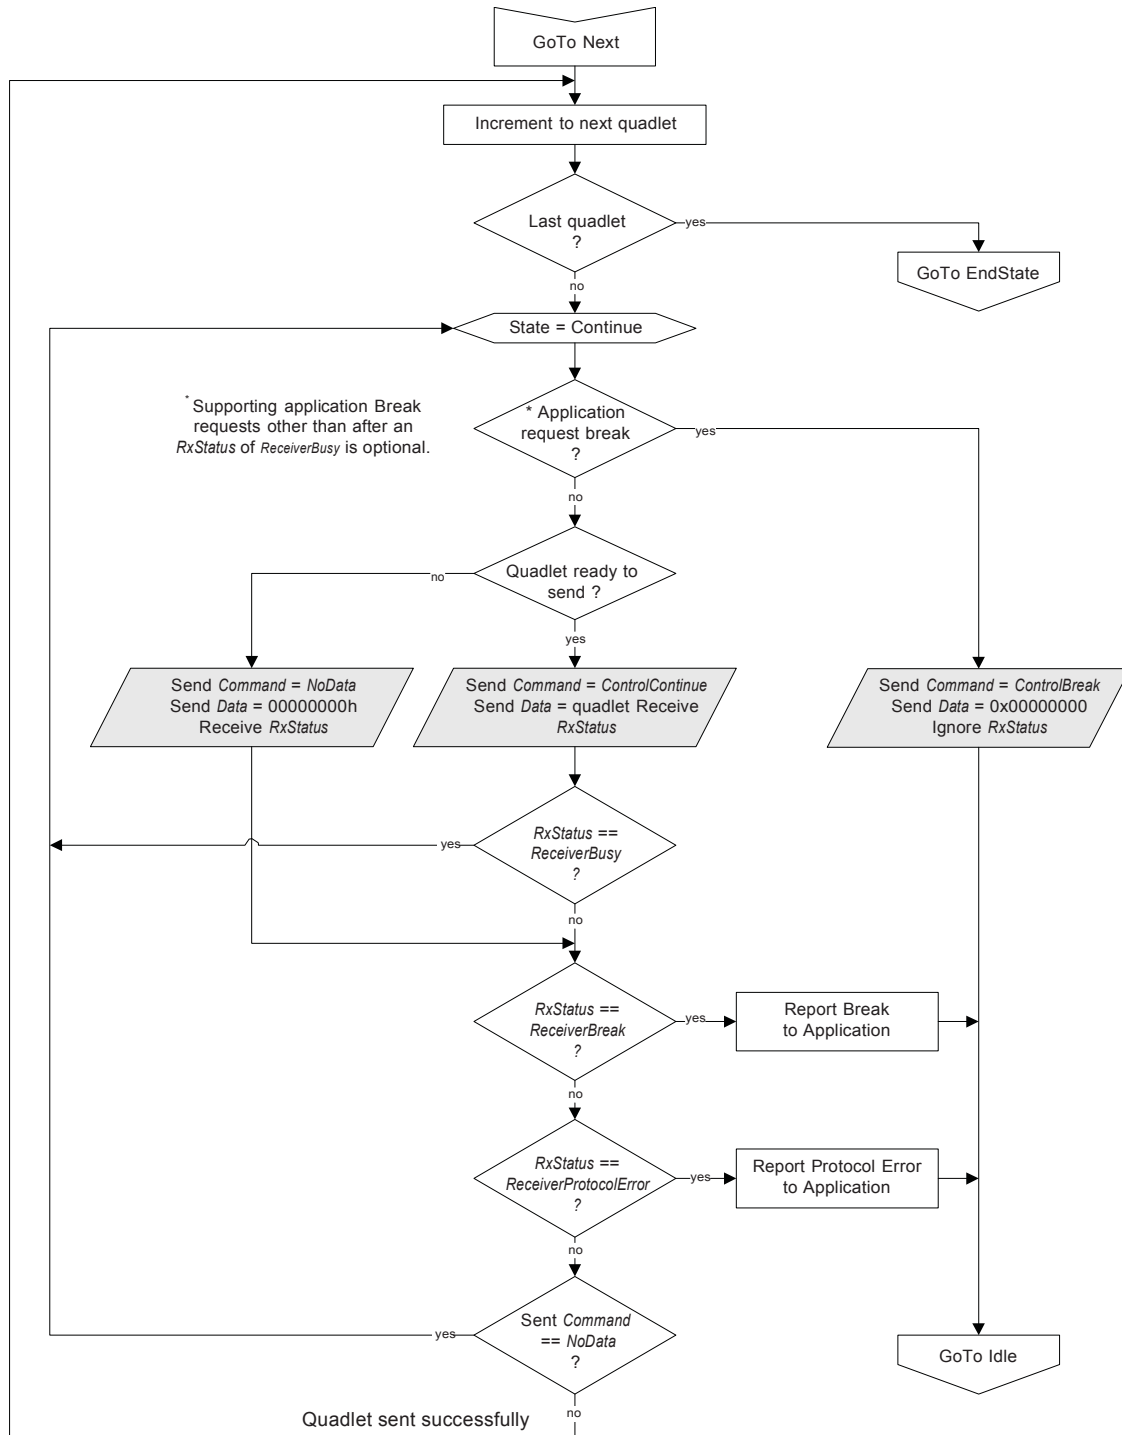 GoTo Next
Increment to next quadlet
Last quadlet
?
yes
GoTo EndState
no
State = Continue
* Supporting application Break
requests other than after an
RxStatus of ReceiverBusy is optional.
* Application
request break
?
yes
no
Quadlet ready to
send ?
no
yes
Send Command = NoData
Send Data = 00000000h
Receive RxStatus
Send Command = ControlContinue
Send Data = quadlet Receive
RxStatus
Send Command = ControlBreak
Send Data = 0x00000000
Ignore RxStatus
RxStatus ==
ReceiverBusy
?
yes
no
RxStatus ==
ReceiverBreak
?
yes
Report Break
to Application
no
RxStatus ==
ReceiverProtocolError
?
yes
Report Protocol Error
to Application
no
Sent Command
== NoData
?
yes
GoTo Idle
no
Quadlet sent successfully